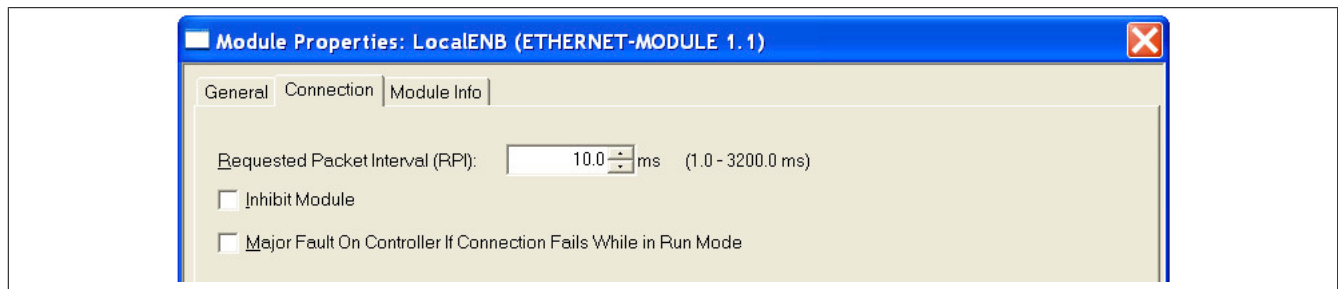 Module Properties: LocalENB (ETHERNET-MODULE 1.1)
General Connection Module Info
Requested Packet Interval (RPI): 10.0 ms (1.0 - 3200.0 ms)
Inhibit Module
Major Fault On Controller If Connection Fails While in Run Mode